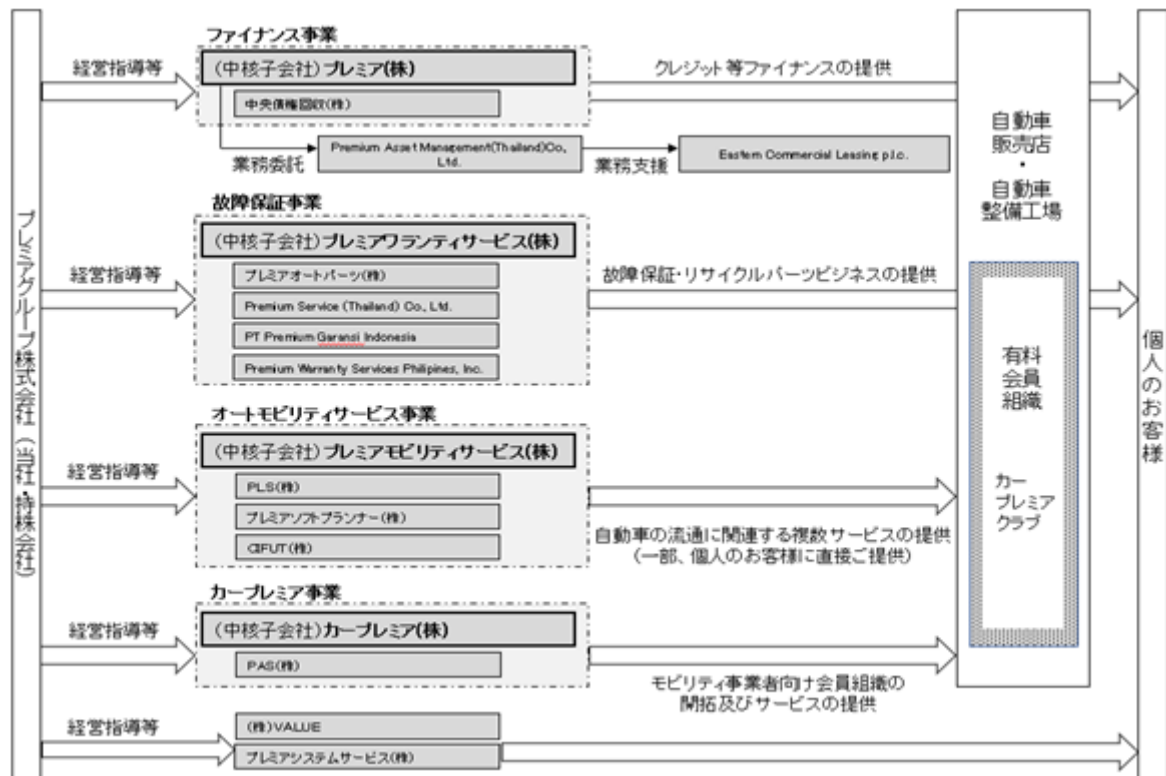 プレミアグループ株式会社（当社・持株会社）
ファイナンス事業
経営指導等
(中核子会社)プレミア(株)
中央債権回収(株)
クレジット等ファイナンスの提供
業務委託
Premium Asset Management(Thailand)Co.,
Ltd.
業務支援
Eastern Commercial Leasing p.l.c.
故障保証事業
経営指導等
(中核子会社)プレミアワランティサービス(株)
プレミアオートパーツ(株)
Premium Service (Thailand) Co., Ltd.
PT Premium Garansi Indonesia
Premium Warranty Services Philipines, Inc.
故障保証・リサイクルパーツビジネスの提供
オートモビリティサービス事業
経営指導等
(中核子会社)プレミアモビリティサービス(株)
PLS(株)
プレミアソフトプランナー(株)
CIFUT(株)
自動車の流通に関連する複数サービスの提供
(一部、個人のお客様に直接ご提供)
カープレミア事業
経営指導等
(中核子会社)カープレミア(株)
PAS(株)
モビリティ事業者向け会員組織の
開拓及びサービスの提供
経営指導等
(株)VALUE
プレミアシステムサービス(株)
自動車
販売店
・
自動車
整備工場
有料
会員
組織
カー
プレミア
クラブ
個人のお客様